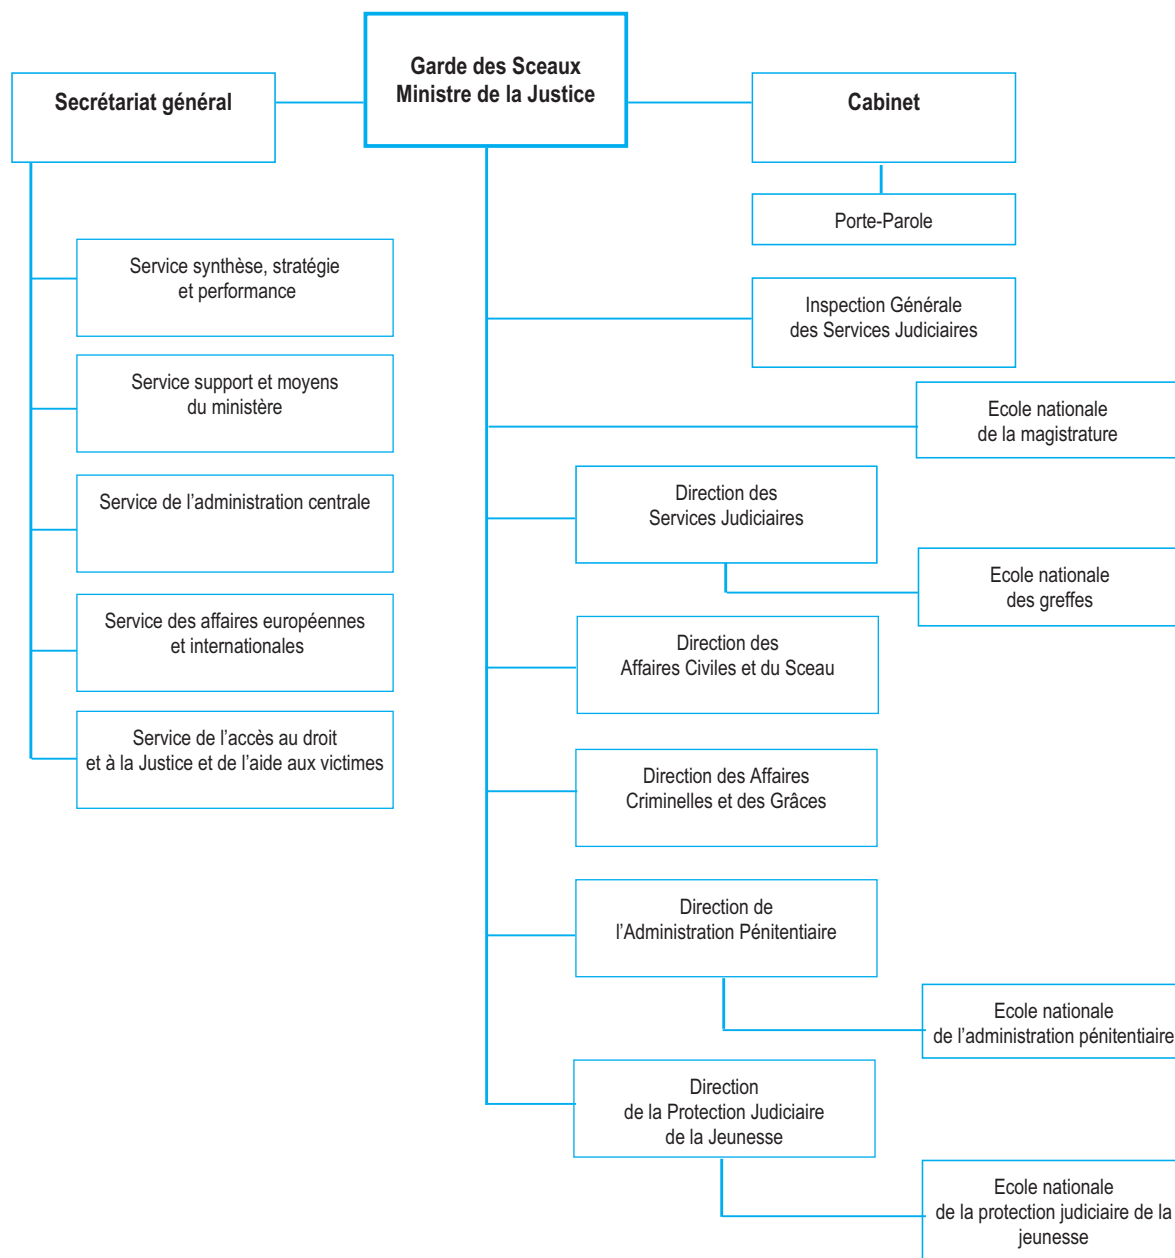 Garde des Sceaux
Ministre de la Justice
Secrétariat général
Cabinet
Porte-Parole
Service synthèse, stratégie
et performance
Service support et moyens
du ministère
Service de l’administration centrale
Service des affaires européennes
et internationales
Service de l’accès au droit
et à la Justice et de l’aide aux victimes
Inspection Générale
des Services Judiciaires
Ecole nationale
de la magistrature
Direction des
Services Judiciaires
Ecole nationale
des greffes
Direction des
Affaires Civiles et du Sceau
Direction des Affaires
Criminelles et des Grâces
Direction de
l’Administration Pénitentiaire
Ecole nationale
de l’administration pénitentiaire
Direction
de la Protection Judiciaire
de la Jeunesse
Ecole nationale
de la protection judiciaire de la
jeunesse